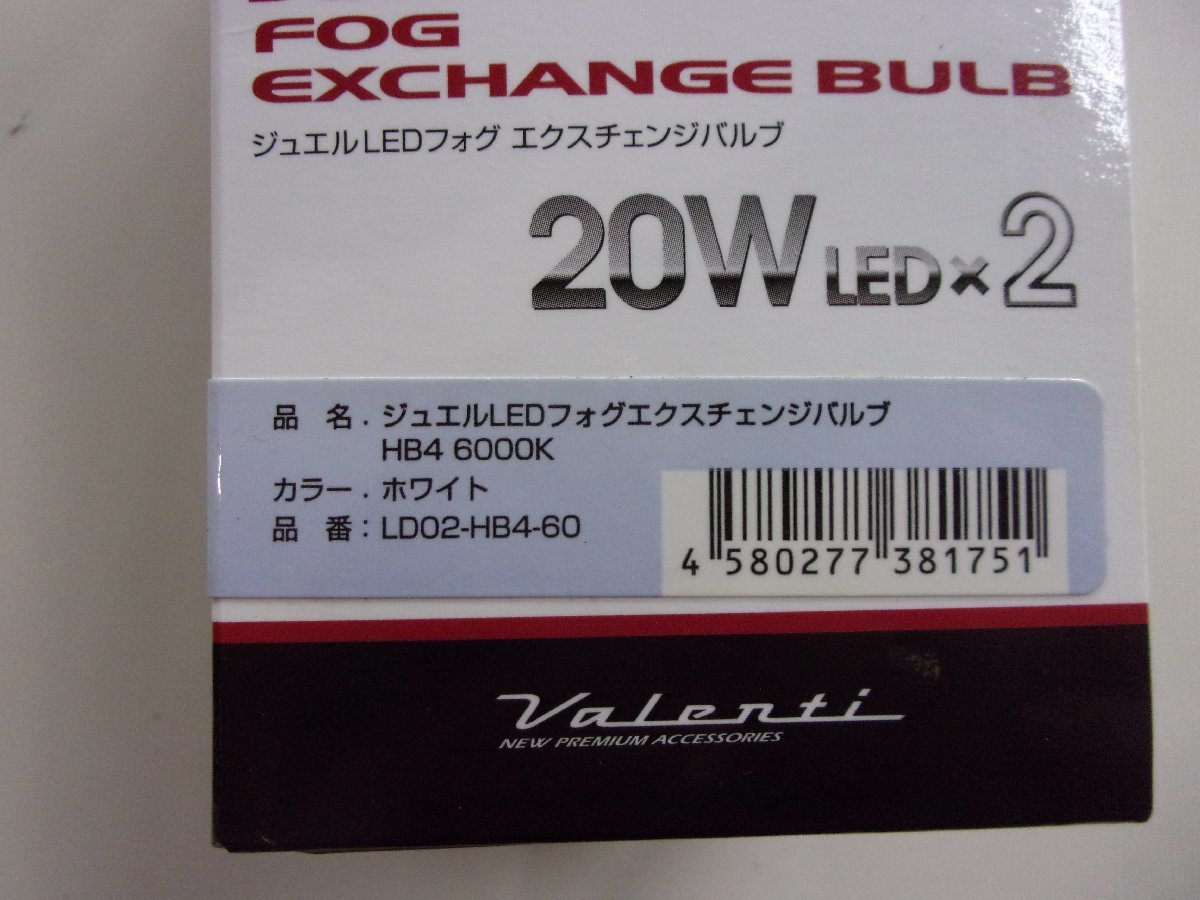 FOG
EXCHANGE BULB
ジュエルLEDフォグ エクスチェンジバルブ
20W LED×2
品 名 . ジュエルLEDフォグエクスチェンジバルブ
HB4 6000K
カラー . ホワイト
品 番 : LD02-HB4-60
4 580277 381751
Valenti
NEW PREMIUM ACCESSORIES